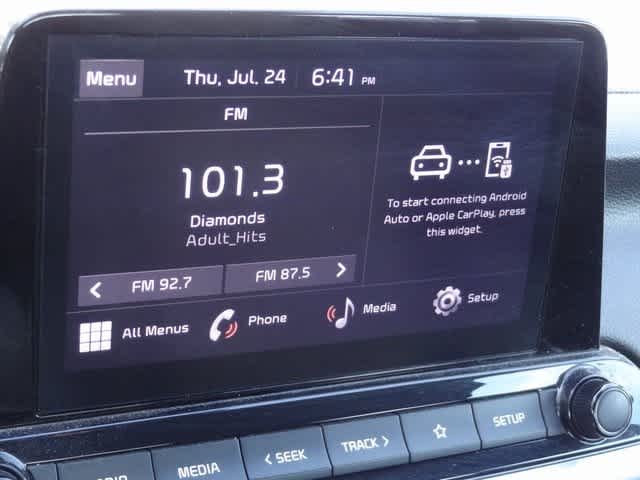 Menu
Thu, Jul. 24
6:41 PM
FM
101.3
Diamonds
Adult_Hits
FM 92.7
FM 87.5
To start connecting Android
Auto or Apple CarPlay, press
this widget.
All Menus
Phone
Media
Setup
MEDIA
< SEEK
TRACK >
SETUP